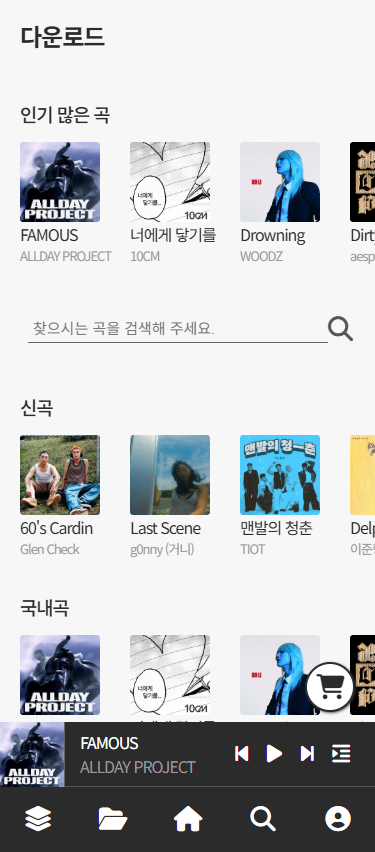 다운로드
인기 많은 곡
ALLDAY
PROJECT
너에게
닿기를..
10CM
FAMOUS
너에게 닿기를
Drowning
Dirt
ALLDAY PROJECT
10CM
WOODZ
aesp
찾으시는 곡을 검색해 주세요.
신곡
맨발의 청춘
60's Cardin
Last Scene
맨발의 청춘
Delp
Glen Check
g0nny (거니)
TIOT
이준형
국내곡
ALLDAY
PROJECT
너에게
닿기를..
10CM
ALLDAY
PROJECT
FAMOUS
ALLDAY PROJECT